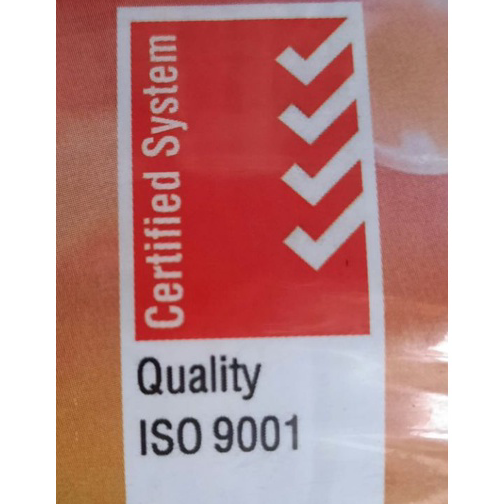 Certified System
Quality
ISO 9001